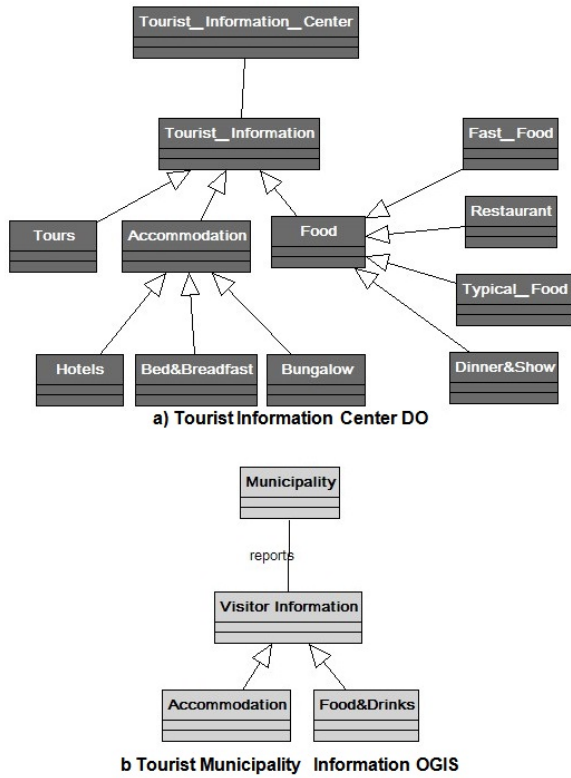 Tourist__Information__Center
Tourist__Information
Fast__Food
Restaurant
Tours
Accommodation
Food
Typical__Food
Hotels
Bed&Breadfast
Bungalow
Dinner&Show
a) Tourist Information Center DO
Municipality
reports
Visitor Information
Accommodation
Food&Drinks
b Tourist Municipality Information OGIS